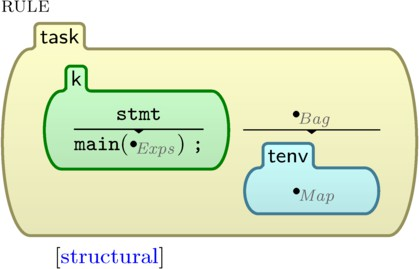 RULE
task
k
stmt
main(•Exps) ;
•Bag
tenv
•Map
[structural]